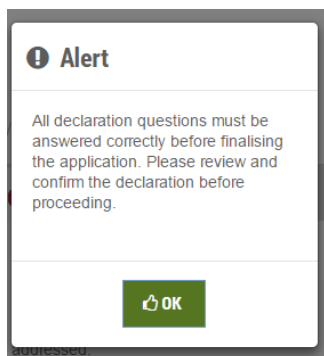 Alert
All declaration questions must be
answered correctly before finalising
the application. Please review and
confirm the declaration before
proceeding.
OK
addressed.